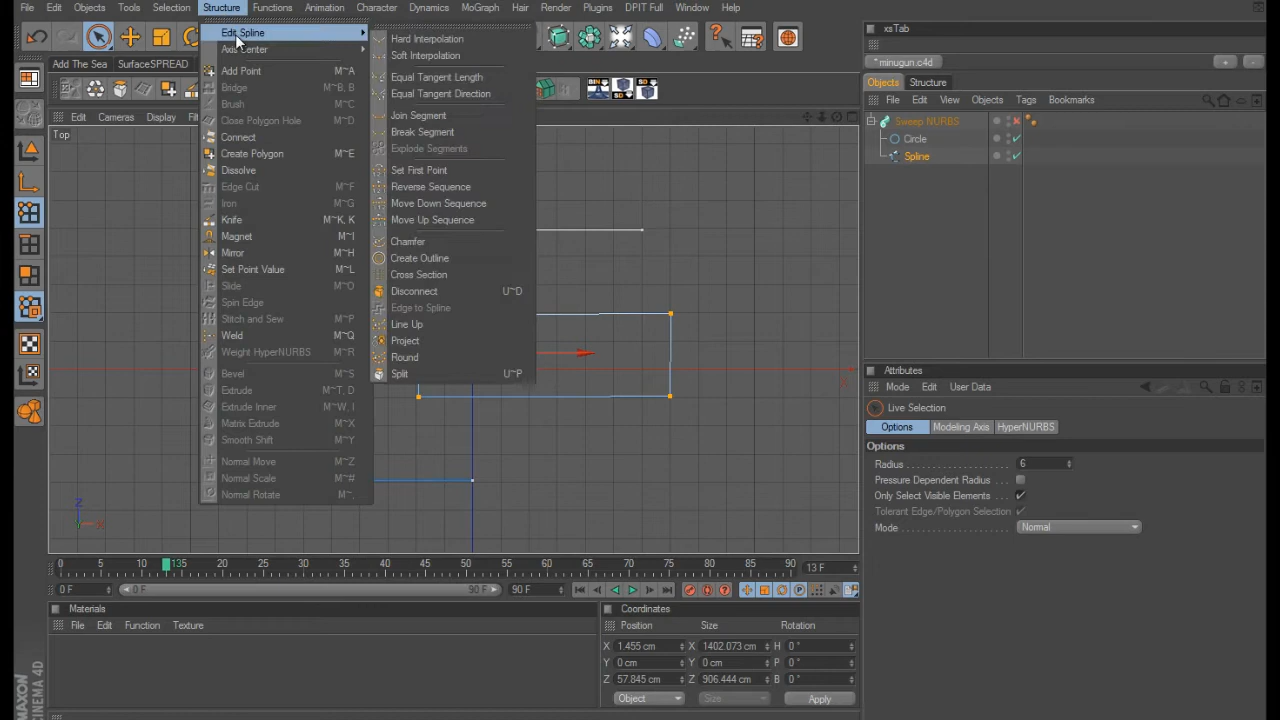 File Edit Objects Tools Selection Structure Functions Animation Character Dynamics MoGraph Hair Render Plugins DPIT Full Window Help
xsTab
Add The Sea SurfaceSPREAD
*minugun.c4d
Objects Structure
File Edit View Objects Tags Bookmarks
Edit Cameras Display
Top
Sweep NURBS
Circle
Spline
Edit Spline
Axis Center
Add Point M~A
Bridge M~B, B
Brush M~C
Close Polygon Hole M~D
Connect
Create Polygon M~E
Dissolve
Edge Cut M~F
Iron M~G
Knife M~K, K
Magnet M~I
Mirror M~H
Set Point Value M~L
Slide M~O
Spin Edge
Stitch and Sew M~P
Weld M~Q
Weight HyperNURBS M~R
Bevel M~S
Extrude M~T, D
Extrude Inner M~W, I
Matrix Extrude M~X
Smooth Shift M~Y
Normal Move M~Z
Normal Scale M~#
Normal Rotate M~.
Hard Interpolation
Soft Interpolation
Equal Tangent Length
Equal Tangent Direction
Join Segment
Break Segment
Explode Segments
Set First Point
Reverse Sequence
Move Down Sequence
Move Up Sequence
Chamfer
Create Outline
Cross Section
Disconnect U~D
Edge to Spline
Line Up
Project
Round
Split U~P
X
Z
X
Attributes
Mode Edit User Data
Live Selection
Options Modeling Axis HyperNURBS
Options
Radius 6
Pressure Dependent Radius
Only Select Visible Elements
Tolerant Edge/Polygon Selection
Mode Normal
0 5 10 135 20 25 30 35 40 45 50 55 60 65 70 75 80 85 90 13 F
0 F 0 F 90 F 90 F
Materials
File Edit Function Texture
Coordinates
Position Size Rotation
X 1.455 cm X 1402.073 cm H 0 °
Y 0 cm Y 0 cm P 0 °
Z 57.845 cm Z 906.444 cm B 0 °
Object Size Apply
MAXON
CINEMA 4D